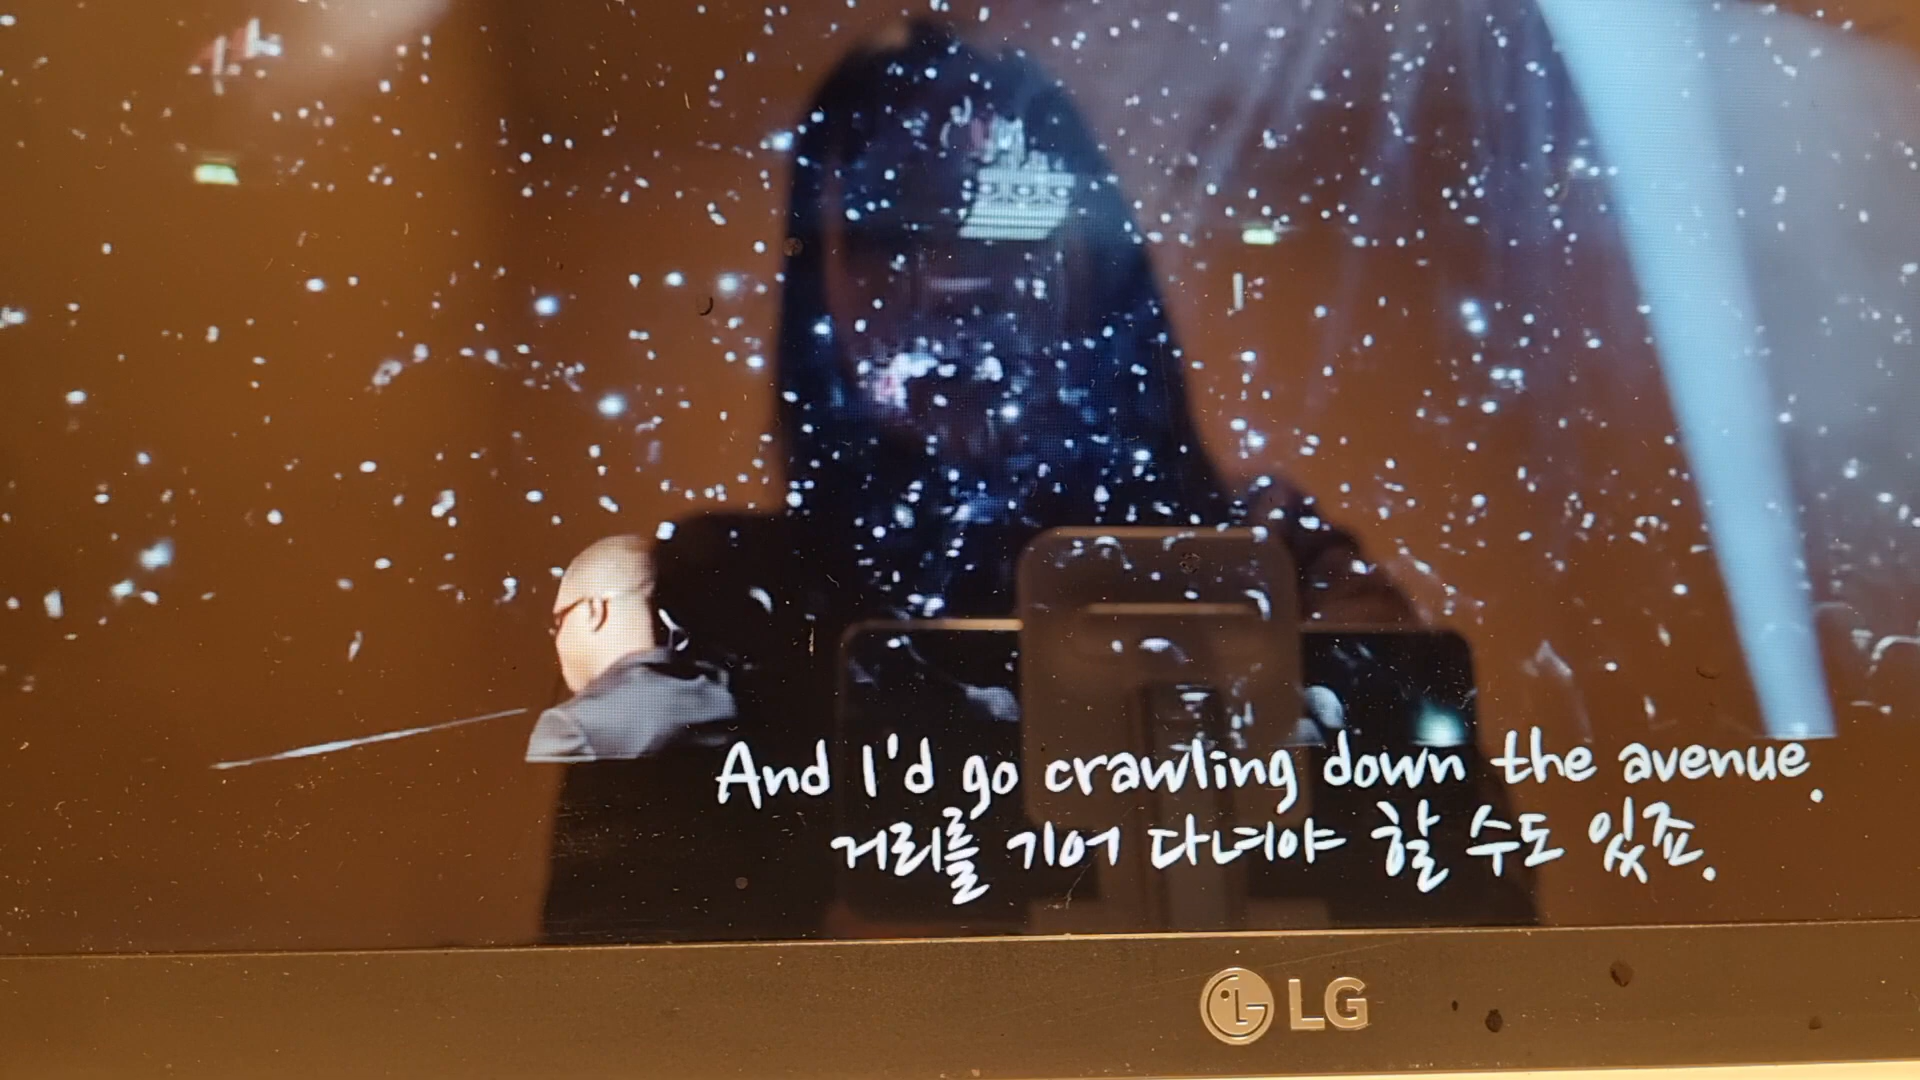 And I'd go crawling down the avenue.
거리를 기어 다녀야 할 수도 있죠.
LG